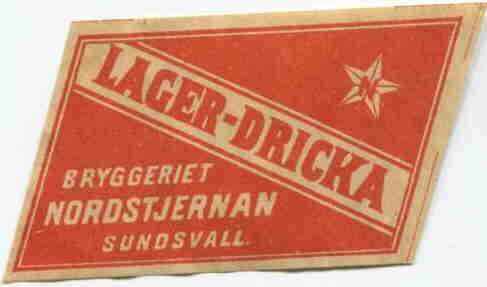 LAGER-DRICKA
N
BRYGGERIET
NORDSTJERNAN
SUNDSVALL.